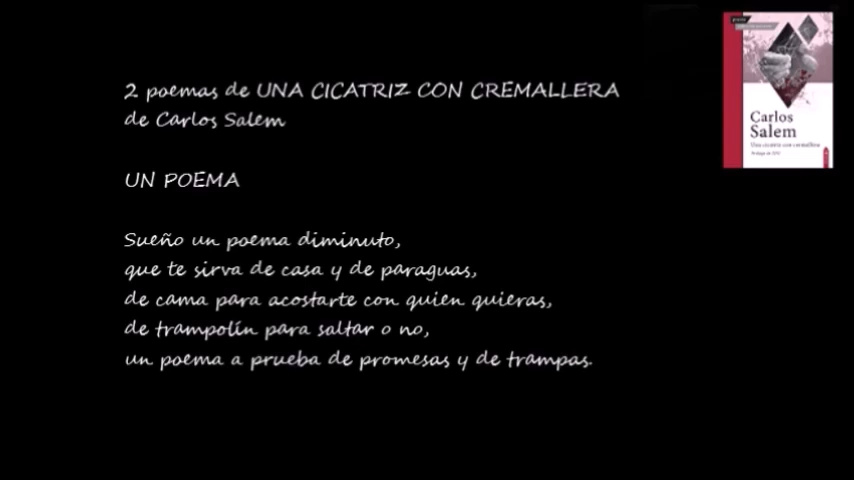 2 poemas de UNA CICATRIZ CON CREMALLERA
de Carlos Salem
UN POEMA
Sueño un poema diminuto,
que te sirva de casa y de paraguas,
de cama para acostarte con quien quieras,
de trampolín para saltar o no,
un poema a prueba de promesas y de trampas.
Carlos
Salem
Una cicatriz con cremallera